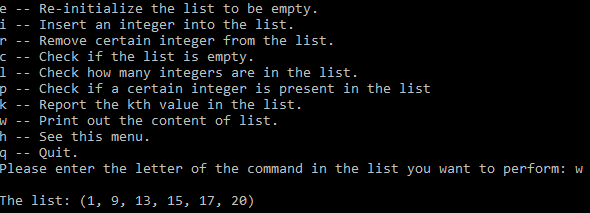 e -- Re-initialize the list to be empty.
i -- Insert an integer into the list.
r -- Remove certain integer from the list.
c -- Check if the list is empty.
l -- Check how many integers are in the list.
p -- Check if a certain integer is present in the list
k -- Report the kth value in the list.
w -- Print out the content of list.
h -- See this menu.
q -- Quit.
Please enter the letter of the command in the list you want to perform: w
The list: (1, 9, 13, 15, 17, 20)